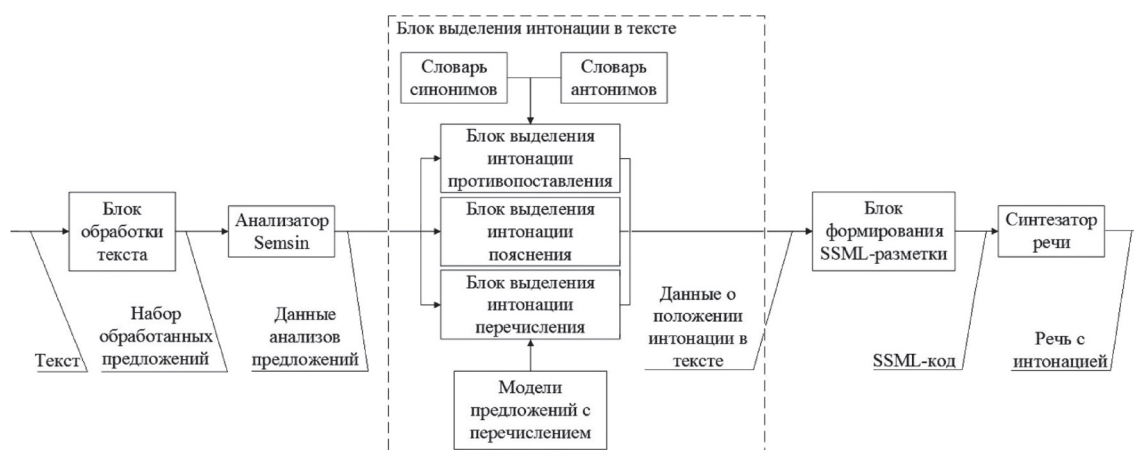 Блок выделения интонации в тексте
Словарь
синонимов
Словарь
антонимов
Блок выделения
интонации
противопоставления
Блок
обработки
текста
Анализатор
Semsin
Блок выделения
интонации
пояснения
Блок
формирования
SSML-разметки
Синтезатор
речи
Блок выделения
интонации
перечисления
Текст
Набор
обработанных
предложений
Данные
анализов
предложений
Данные о
положении
интонации в
тексте
SSML-код
Речь с
интонацией
Модели
предложений с
перечислением